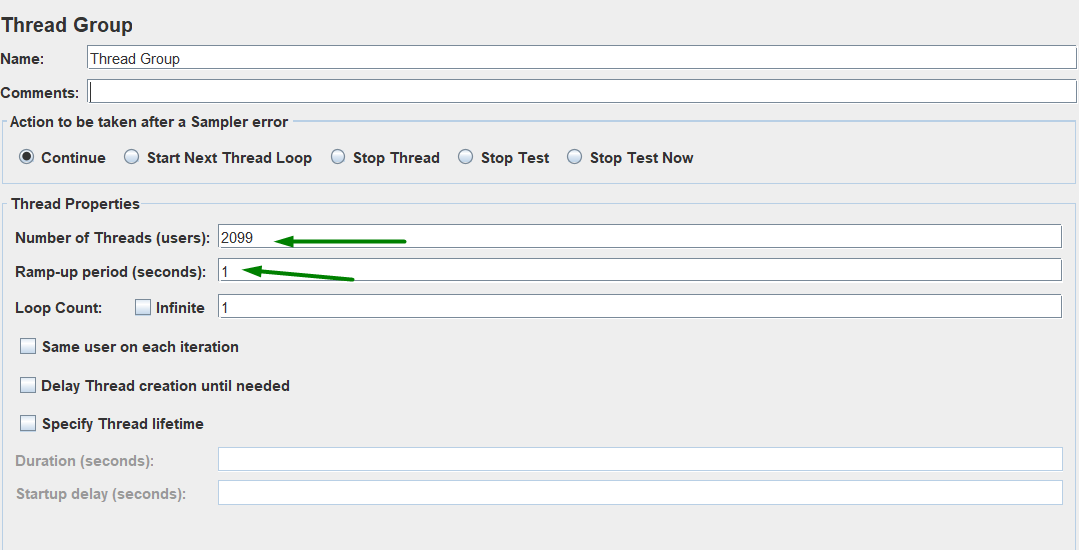 Thread Group
Name: Thread Group
Comments:
Action to be taken after a Sampler error
Continue Start Next Thread Loop Stop Thread Stop Test Stop Test Now
Thread Properties
Number of Threads (users): 2099
Ramp-up period (seconds): 1
Loop Count: Infinite 1
Same user on each iteration
Delay Thread creation until needed
Specify Thread lifetime
Duration (seconds):
Startup delay (seconds):